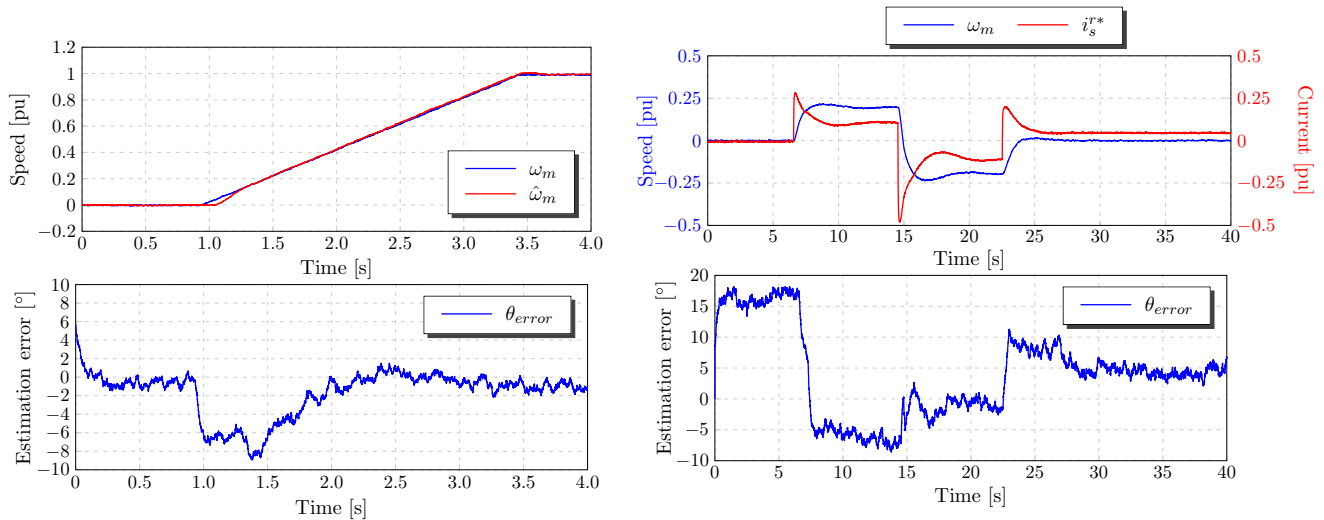 1.2
1
0.8
0.6
0.4
0.2
0
−0.2
Speed [pu]
ω_m
ω̂_m
0 0.5 1.0 1.5 2.0 2.5 3.0 3.5 4.0
Time [s]
10
8
6
4
2
0
−2
−4
−6
−8
−10
Estimation error [°]
θ_error
0 0.5 1.0 1.5 2.0 2.5 3.0 3.5 4.0
Time [s]
ω_m i_s^{r*}
0.5
0.25
0
−0.25
−0.5
Speed [pu]
0.5
0.25
0
−0.25
−0.5
Current [pu]
0 5 10 15 20 25 30 35 40
Time [s]
20
15
10
5
0
−5
−10
Estimation error [°]
θ_error
0 5 10 15 20 25 30 35 40
Time [s]